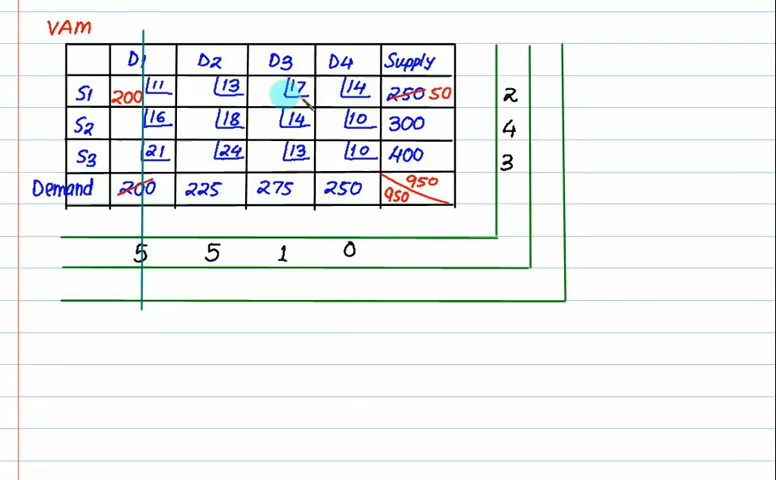 VAM
D1 D2 D3 D4 Supply
S1 200 11 13 17 14 250 50 2
S2 16 18 14 10 300 4
S3 21 24 13 10 400 3
Demand 200 225 275 250 950 950
5 5 1 0